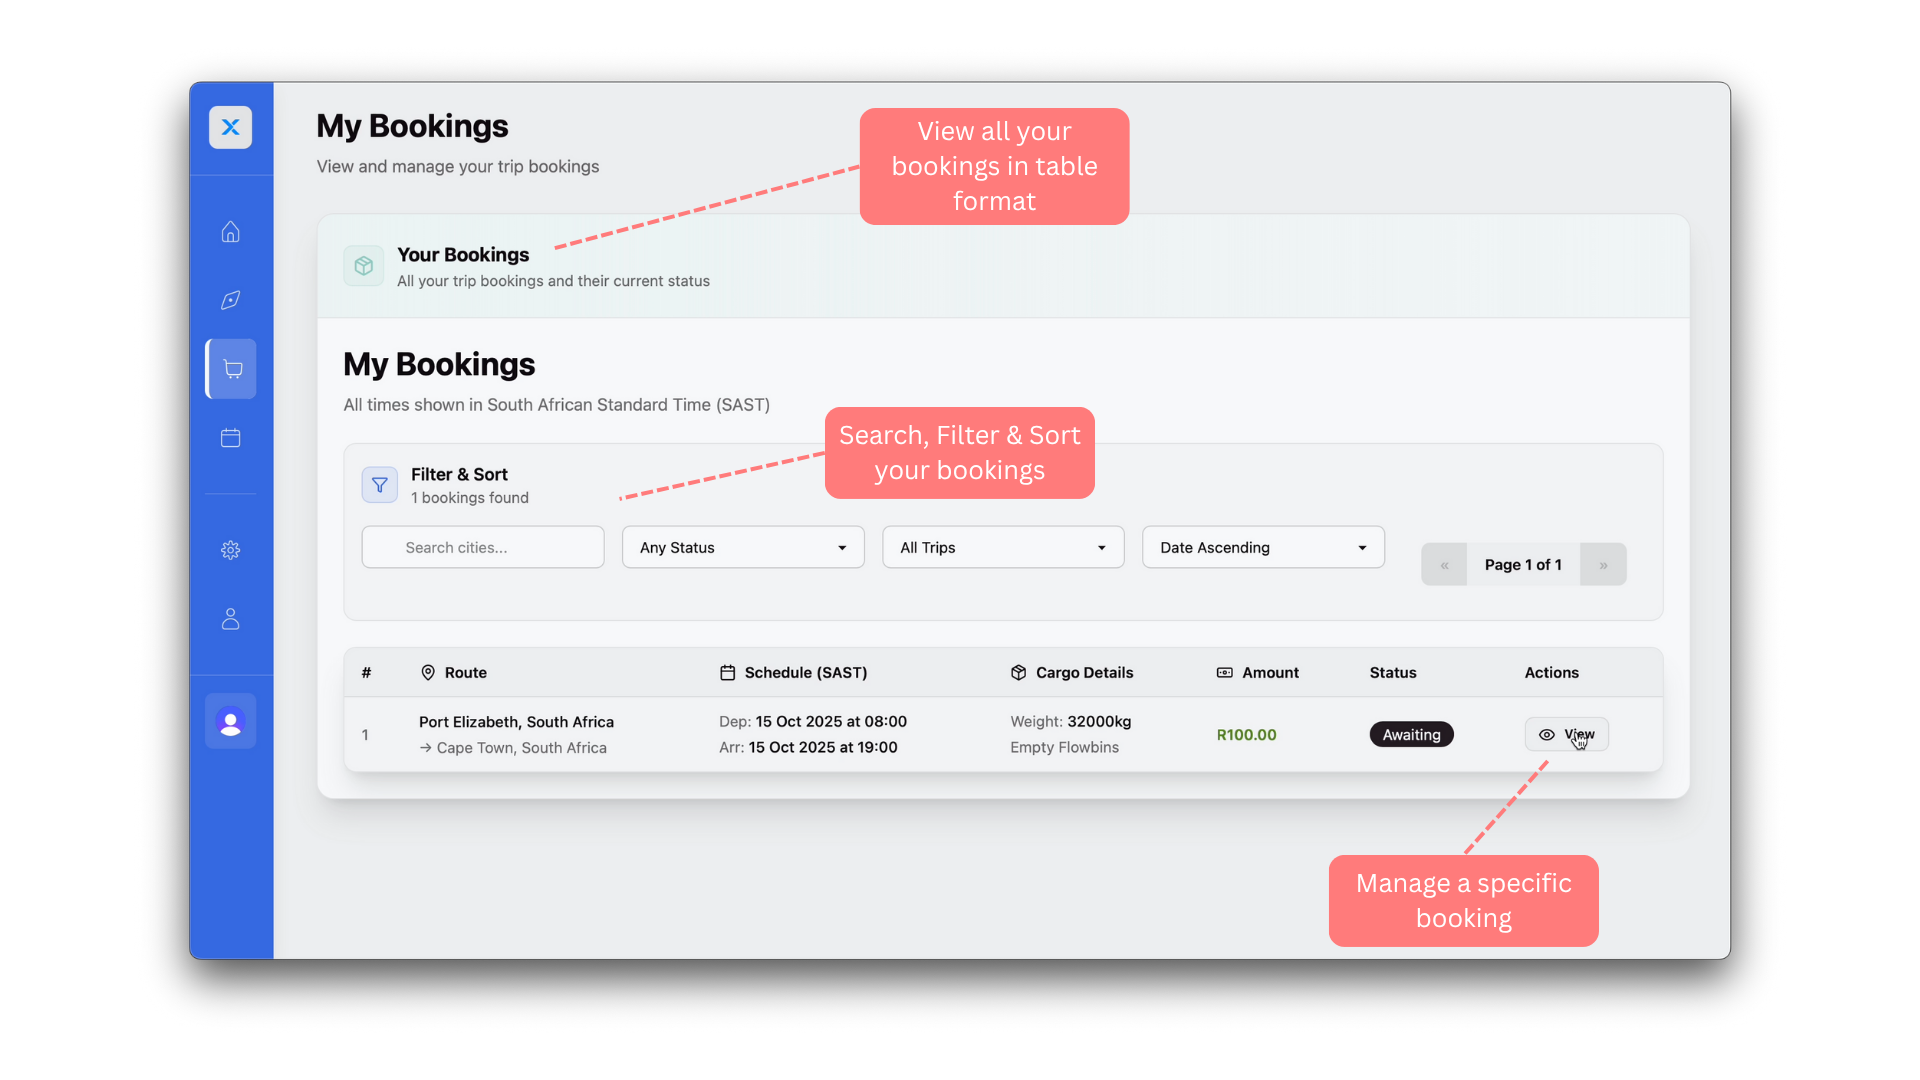 My Bookings
View and manage your trip bookings
View all your
bookings in table
format
Your Bookings
All your trip bookings and their current status
My Bookings
All times shown in South African Standard Time (SAST)
Search, Filter & Sort
your bookings
Filter & Sort
1 bookings found
Search cities...
Any Status
All Trips
Date Ascending
« Page 1 of 1 »
# Route Schedule (SAST) Cargo Details Amount Status Actions
1
Port Elizabeth, South Africa
→ Cape Town, South Africa
Dep: 15 Oct 2025 at 08:00
Arr: 15 Oct 2025 at 19:00
Weight: 32000kg
Empty Flowbins
R100.00
Awaiting
View
Manage a specific
booking